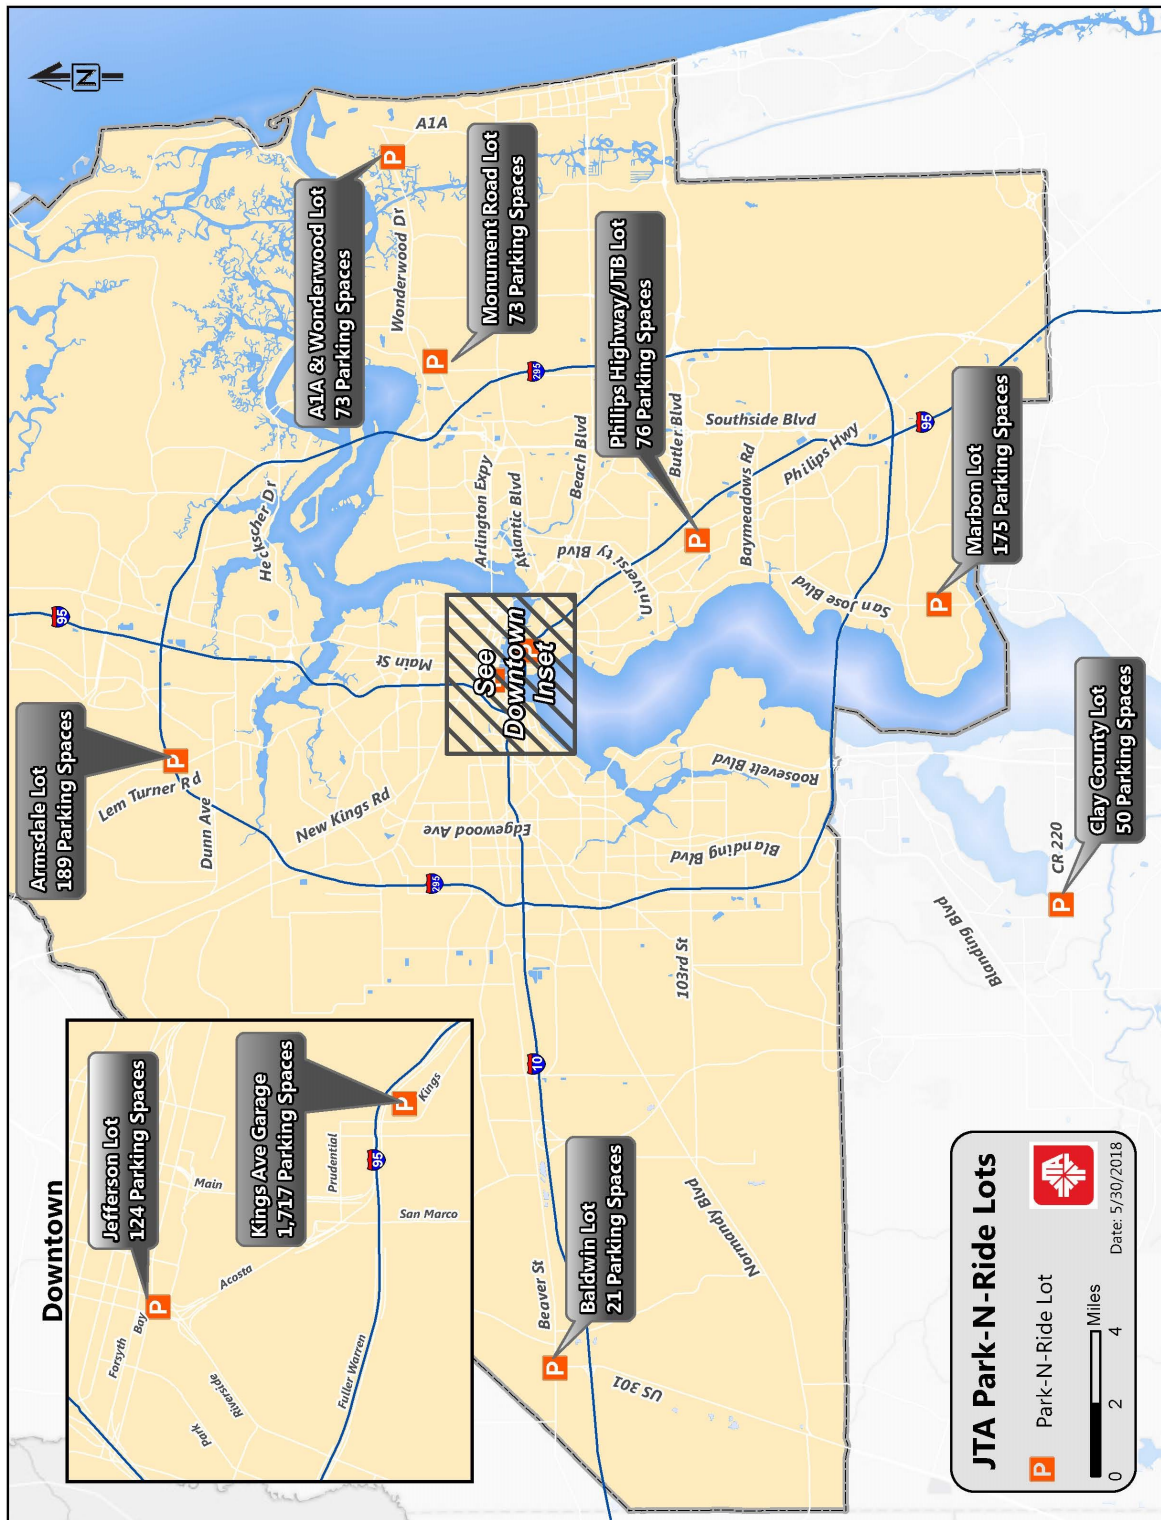 Downtown
Jefferson Lot
124 Parking Spaces
Kings Ave Garage
1,717 Parking Spaces
Forsyth
Bay
Park
Riverside
Acosta
Main
Prudential
Kings
San Marco
Fuller Warren
95
Armsdale Lot
189 Parking Spaces
Lem Turner Rd
Dunn Ave
New Kings Rd
295
95
Heckscher Dr
Main St
A1A & Wonderwood Lot
73 Parking Spaces
Wonderwood Dr
A1A
Monument Road Lot
73 Parking Spaces
295
Arlington Expy
Atlantic Blvd
Beach Blvd
University Blvd
See
Downtown
Inset
Philips Highway/JTB Lot
76 Parking Spaces
Butler Blvd
Southside Blvd
Baymeadows Rd
Philips Hwy
95
San Jose Blvd
Marbon Lot
175 Parking Spaces
Edgewood Ave
Roosevelt Blvd
Blanding Blvd
103rd St
10
Beaver St
Normandy Blvd
US 301
Baldwin Lot
21 Parking Spaces
Blanding Blvd
CR 220
Clay County Lot
50 Parking Spaces
N
JTA Park-N-Ride Lots
P Park-N-Ride Lot
0 2 4
Miles
Date: 5/30/2018
JTA
P
P
P
P
P
P
P
P
P